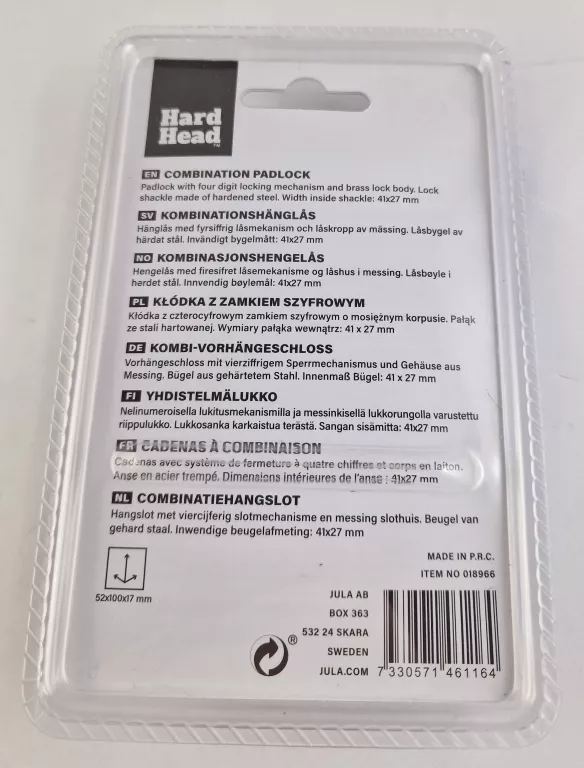 Hard
Head™
EN COMBINATION PADLOCK
Padlock with four digit locking mechanism and brass lock body. Lock
shackle made of hardened steel. Width inside shackle: 41x27 mm
SV KOMBINATIONSHÄNGLÅS
Hänglås med fyrsiffrig låsmekanism och låskropp av mässing. Låsbygel av
härdat stål. Invändigt bygelmått: 41x27 mm
NO KOMBINASJONSHENGELÅS
Hengelås med firesifret låsemekanisme og låshus i messing. Låsbøyle i
herdet stål. Innvendig bøylemål: 41x27 mm
PL KŁÓDKA Z ZAMKIEM SZYFROWYM
Kłódka z czterocyfrowym zamkiem szyfrowym o mosiężnym korpusie. Pałąk
ze stali hartowanej. Wymiary pałąka wewnątrz: 41 x 27 mm
DE KOMBI-VORHÄNGESCHLOSS
Vorhängeschloss mit vierziffrigem Sperrmechanismus und Gehäuse aus
Messing. Bügel aus gehärtetem Stahl. Innenmaß Bügel: 41 x 27 mm
FI YHDISTELMÄLUKKO
Nelinumeroisella lukitusmekanismilla ja messinkisellä lukkorungolla varustettu
riippulukko. Lukkosanka karkaistua terästä. Sangan sisämitta: 41x27 mm
FR CADENAS À COMBINAISON
Cadenas avec système de fermeture à quatre chiffres et corps en laiton.
Anse en acier trempé. Dimensions intérieures de l'anse : 41x27 mm
NL COMBINATIEHANGSLOT
Hangslot met viercijferig slotmechanisme en messing slothuis. Beugel van
gehard staal. Inwendige beugelafmeting: 41x27 mm
52x100x17 mm
MADE IN P.R.C.
ITEM NO 018966
JULA AB
BOX 363
532 24 SKARA
SWEDEN
JULA.COM
®
7 330571 461164